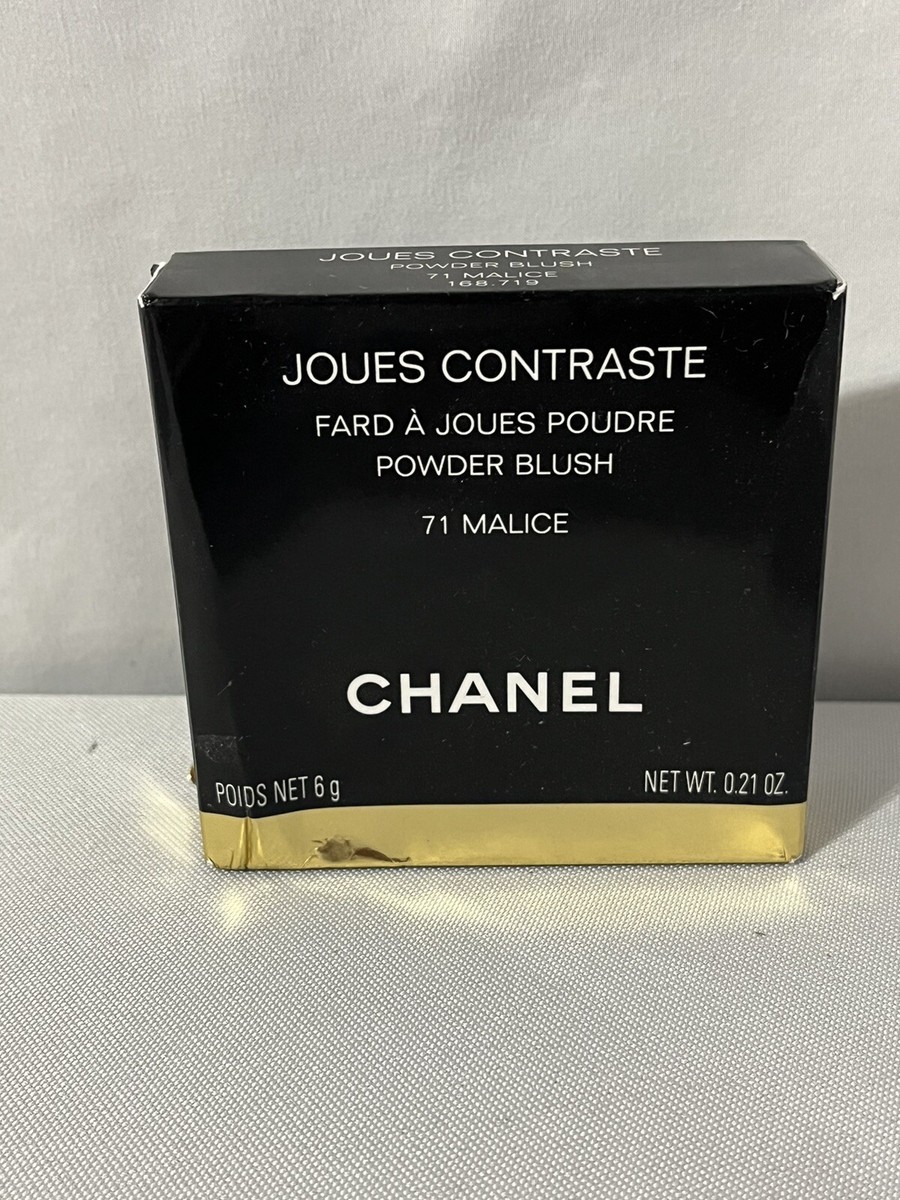 JOUES CONTRASTE
POWDER BLUSH
71 MALICE
168.719
JOUES CONTRASTE
FARD À JOUES POUDRE
POWDER BLUSH
71 MALICE
CHANEL
POIDS NET 6 g NET WT. 0.21 OZ.